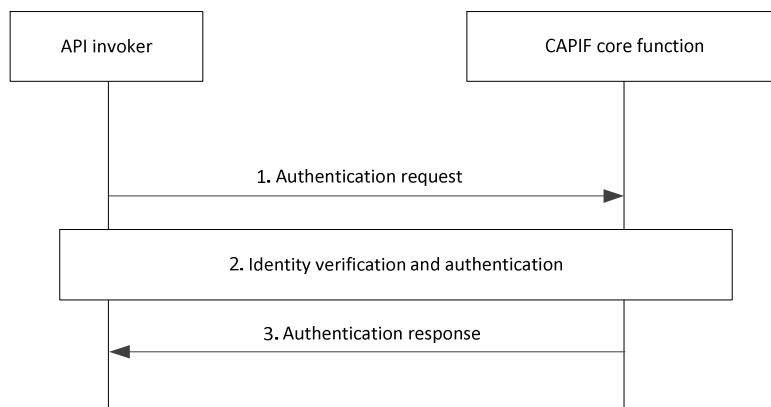 API invoker
CAPIF core function
1. Authentication request
2. Identity verification and authentication
3. Authentication response